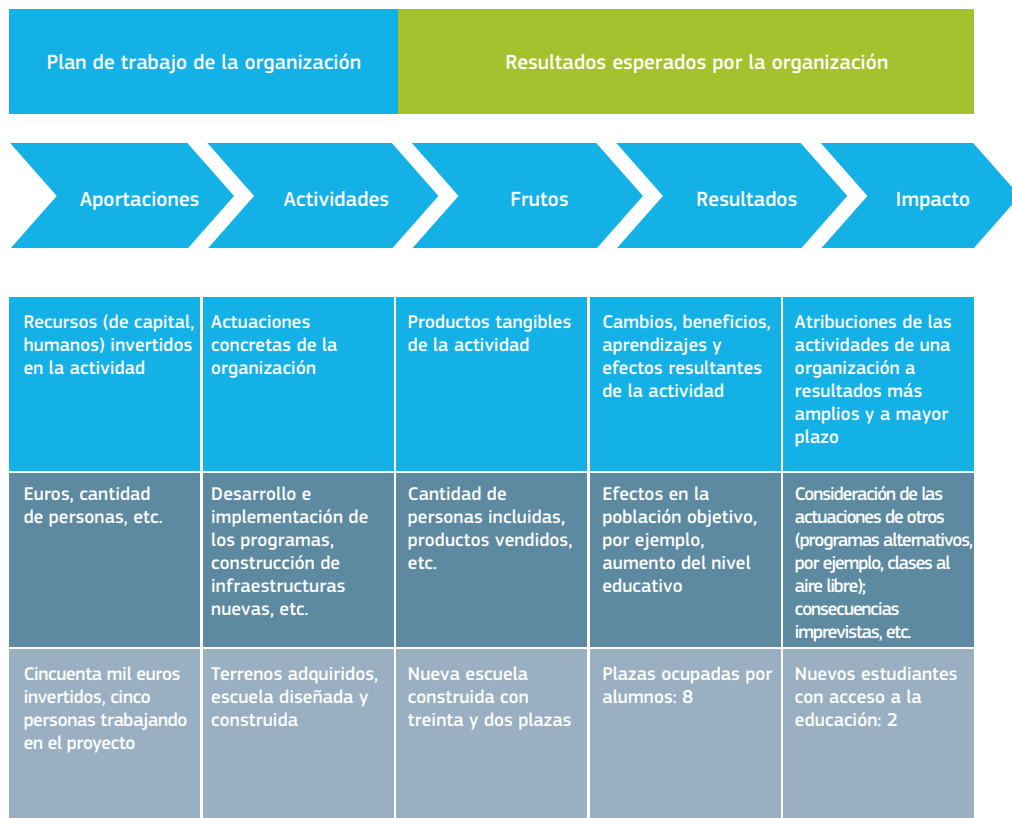 Plan de trabajo de la organización
Resultados esperados por la organización
Aportaciones
Actividades
Frutos
Resultados
Impacto
Recursos (de capital,
humanos) invertidos
en la actividad
Actuaciones
concretas de la
organización
Productos tangibles
de la actividad
Cambios, beneficios,
aprendizajes y
efectos resultantes
de la actividad
Atribuciones de las
actividades de una
organización a
resultados más
amplios y a mayor
plazo
Euros, cantidad
de personas, etc.
Desarrollo e
implementación de
los programas,
construcción de
infraestructuras
nuevas, etc.
Cantidad de
personas incluidas,
productos vendidos,
etc.
Efectos en la
población objetivo,
por ejemplo,
aumento del nivel
educativo
Consideración de las
actuaciones de otros
(programas alternativos,
por ejemplo, clases al
aire libre);
consecuencias
imprevistas, etc.
Cincuenta mil euros
invertidos, cinco
personas trabajando
en el proyecto
Terrenos adquiridos,
escuela diseñada y
construida
Nueva escuela
construida con
treinta y dos plazas
Plazas ocupadas por
alumnos: 8
Nuevos estudiantes
con acceso a la
educación: 2